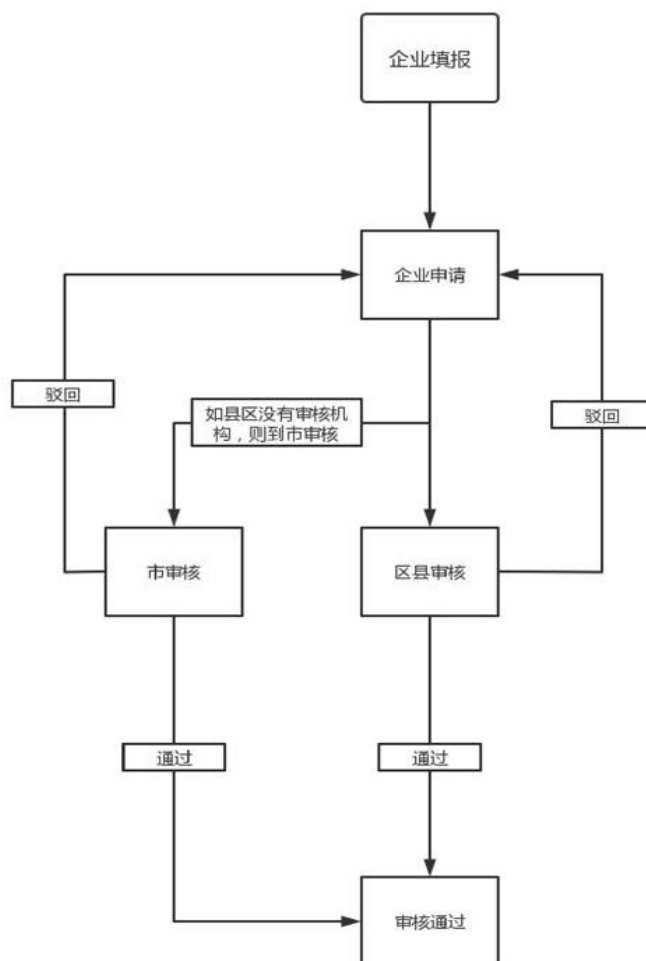 企业填报
企业申请
驳回
如县区没有审核机
构，则到市审核
驳回
市审核
区县审核
通过
通过
审核通过